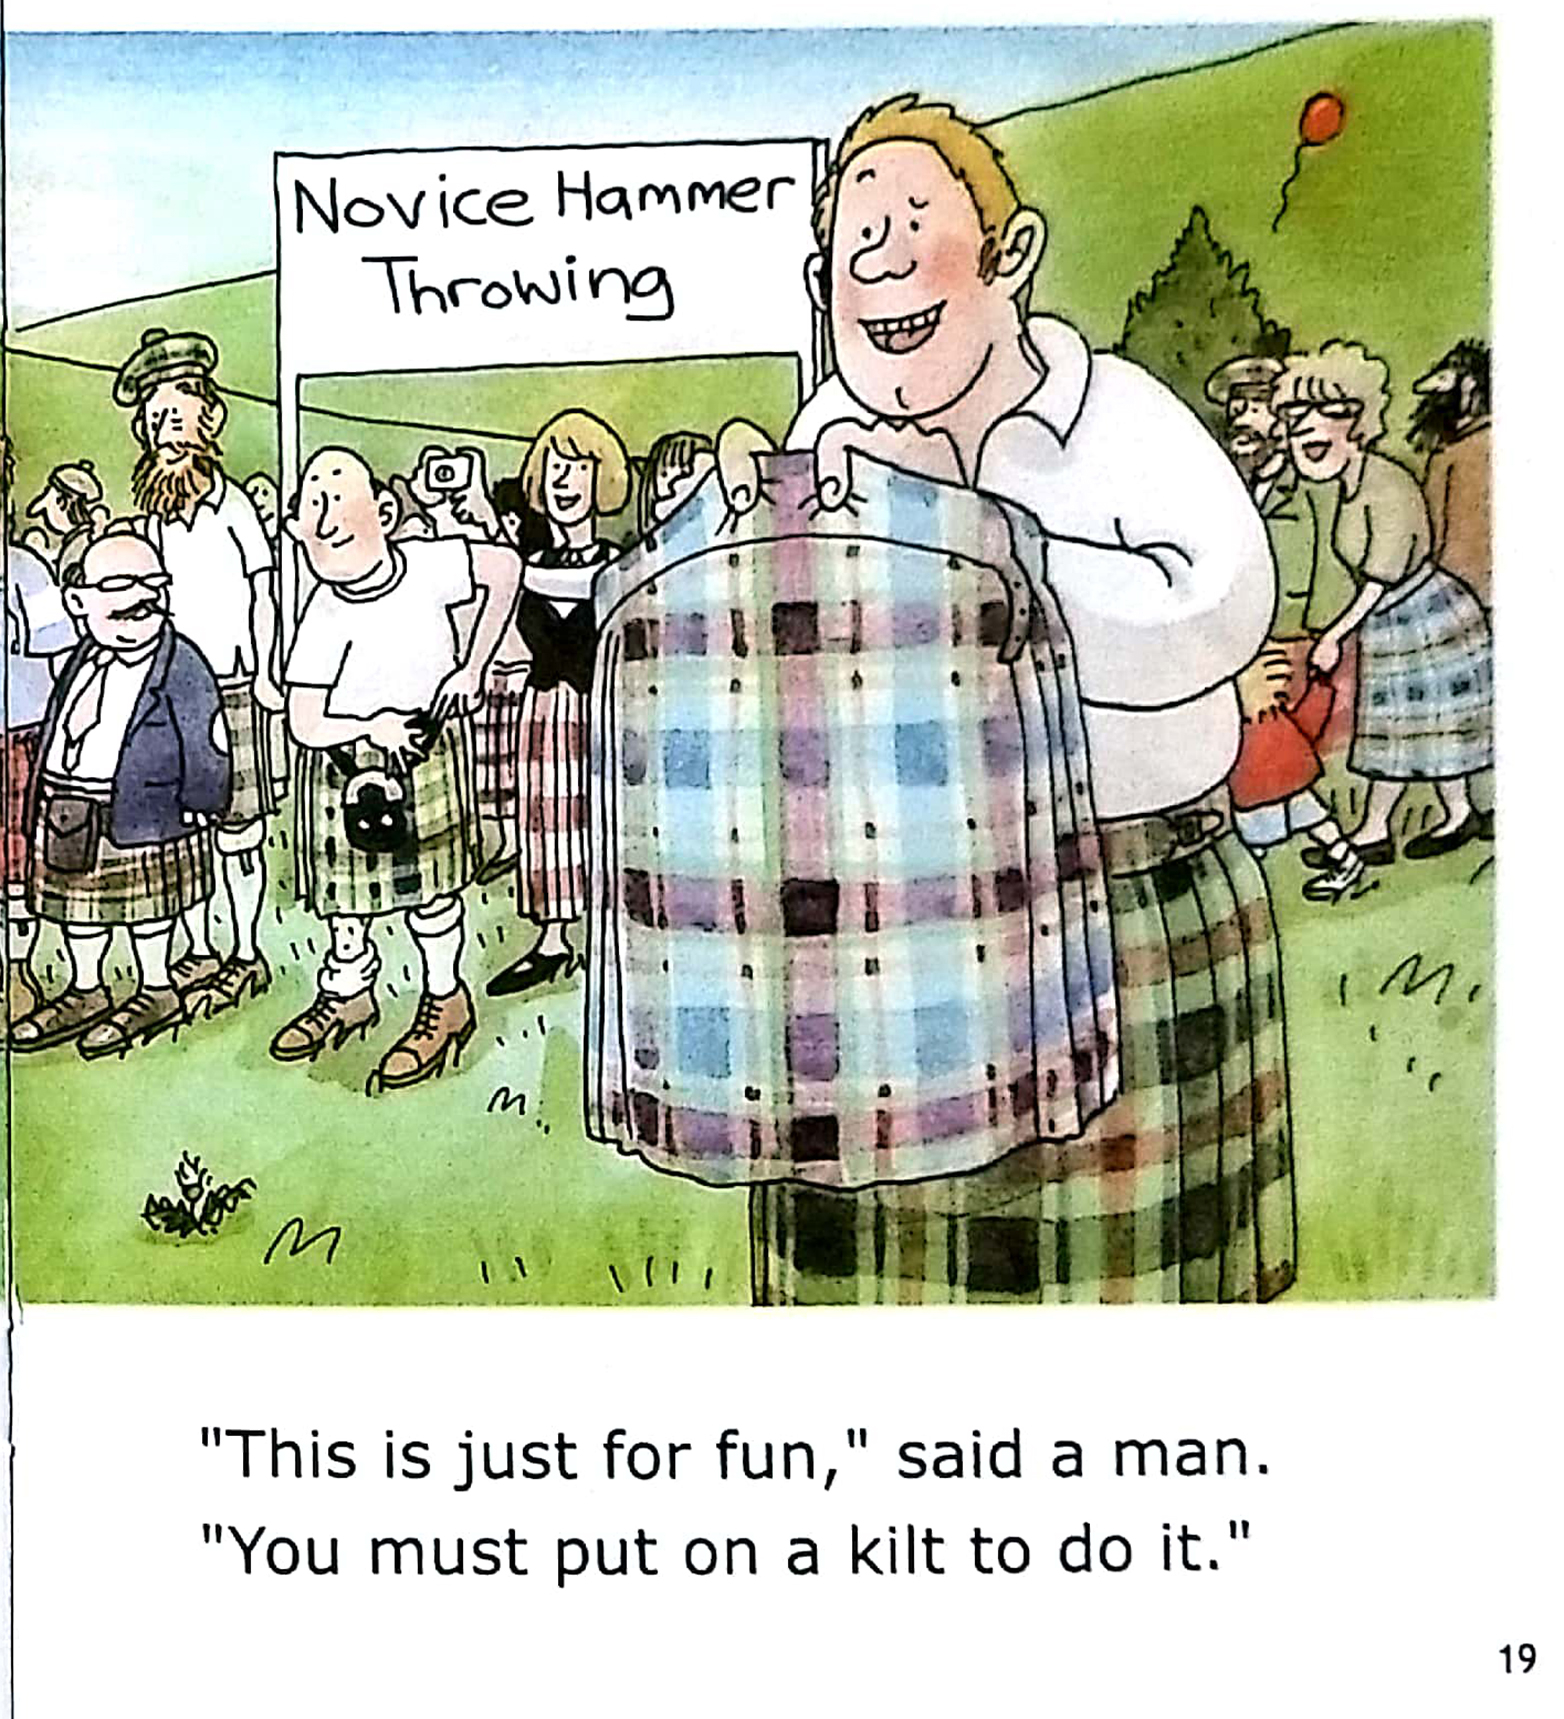 Novice Hammer
Throwing
"This is just for fun," said a man.
"You must put on a kilt to do it."
19